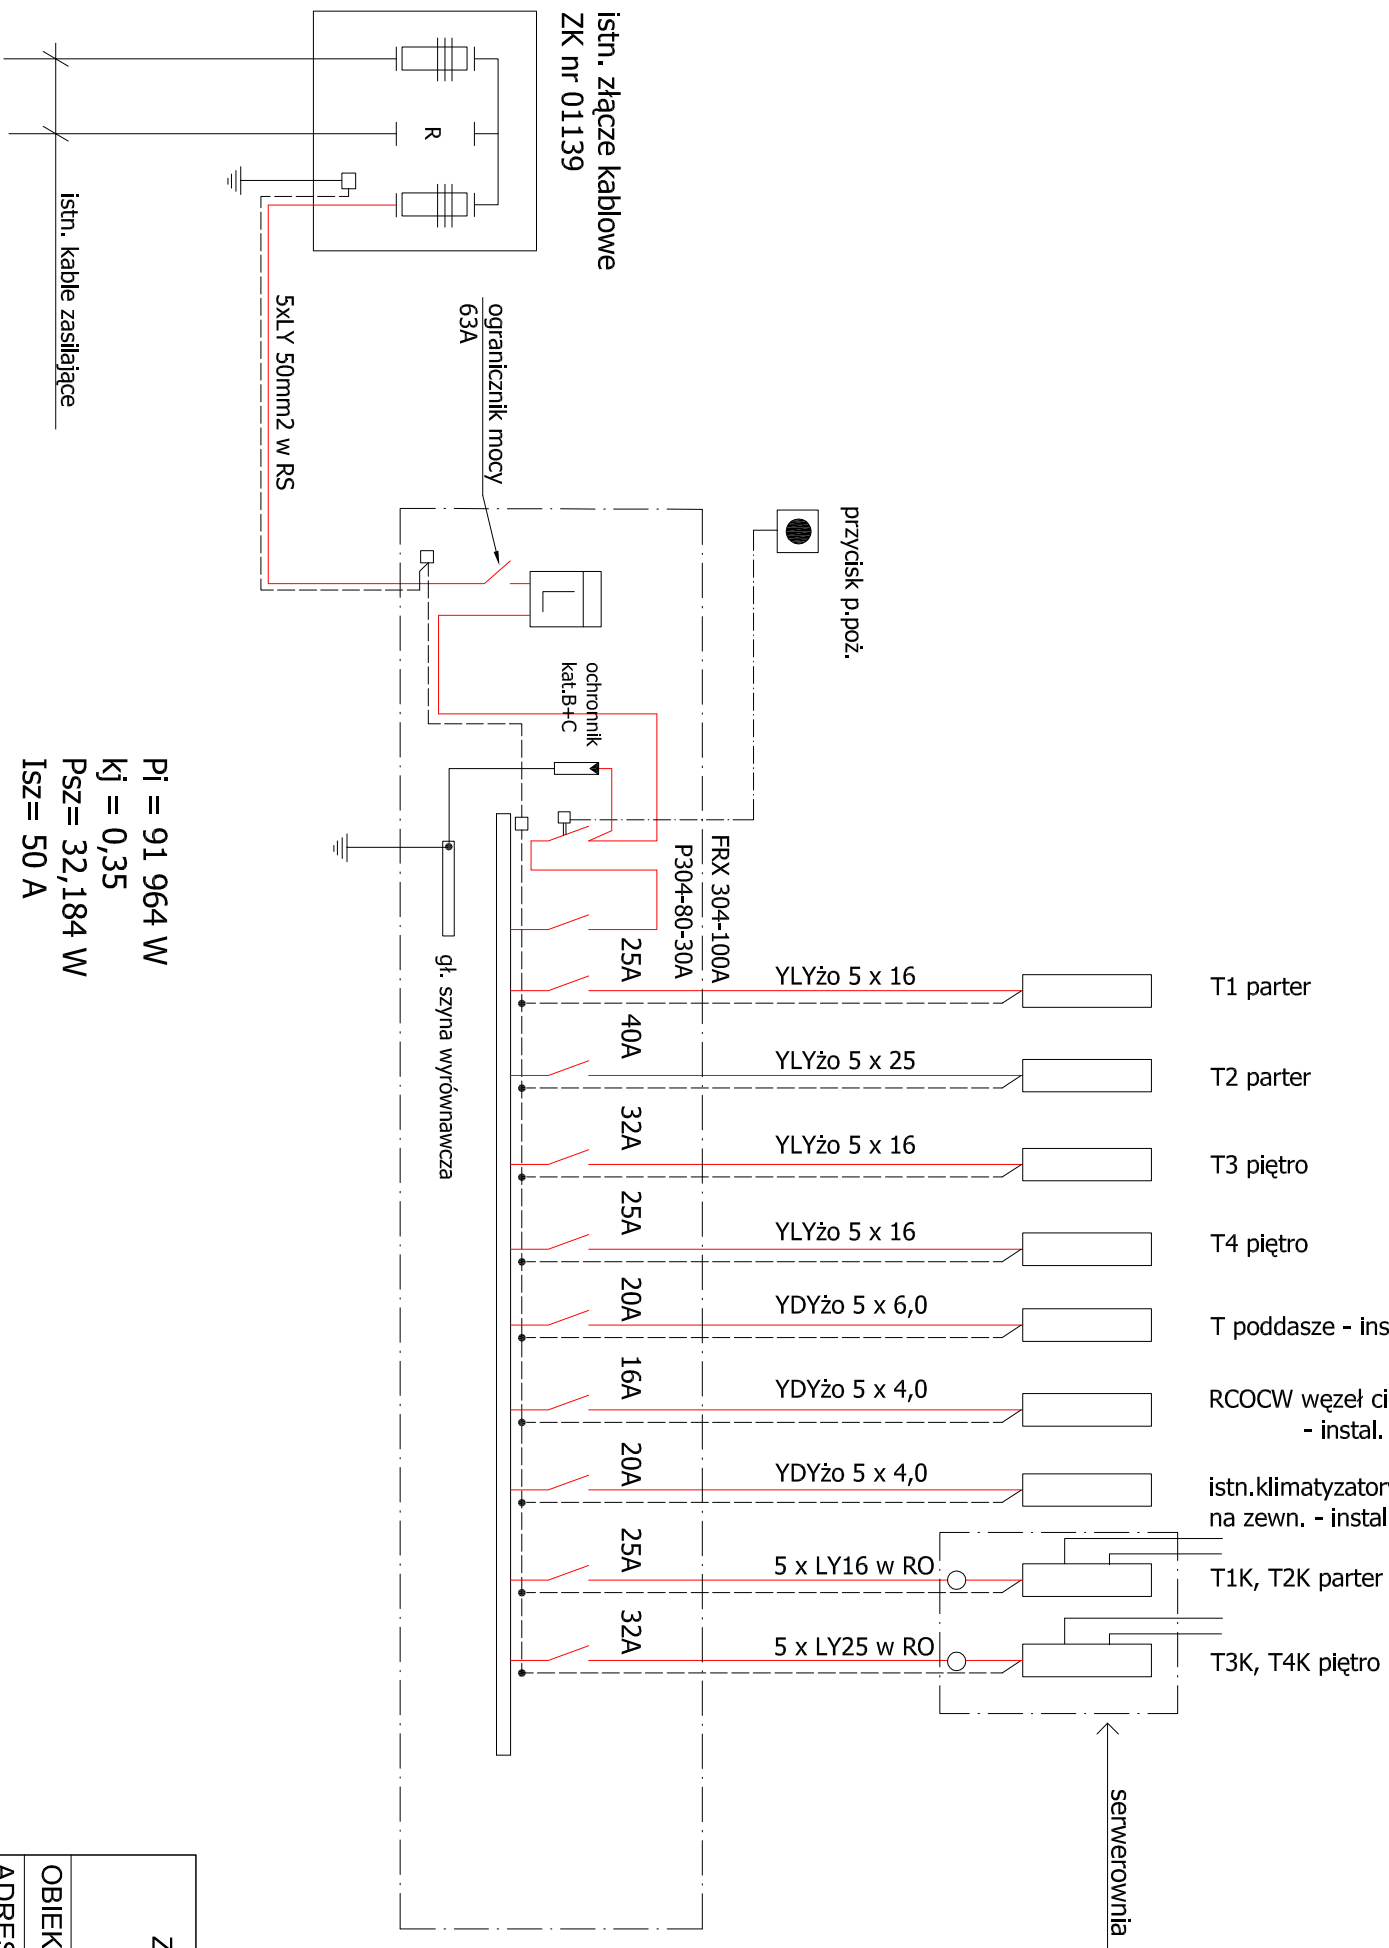 istn. złącze kablowe
ZK nr 01139
istn. kable zasilające
R
5xLY 50mm2 w RS
ogranicznik mocy
63A
przycisk p.poż.
ochronnik
kat.B+C
FRX 304-100A
P304-80-30A
gł. szyna wyrównawcza
Pi = 91 964 W
kj = 0,35
Psz= 32,184 W
Isz= 50 A
25A
YLYżo 5 x 16
T1 parter
40A
YLYżo 5 x 25
T2 parter
32A
YLYżo 5 x 16
T3 piętro
25A
YLYżo 5 x 16
T4 piętro
20A
YDYżo 5 x 6,0
T poddasze - ins
16A
YDYżo 5 x 4,0
RCOCW węzeł ci
- instal.
20A
YDYżo 5 x 4,0
istn.klimatyzator
na zewn. - instal
25A
5 x LY16 w RO
T1K, T2K parter
32A
5 x LY25 w RO
T3K, T4K piętro
serwerownia
Z
OBIEK
ADRES